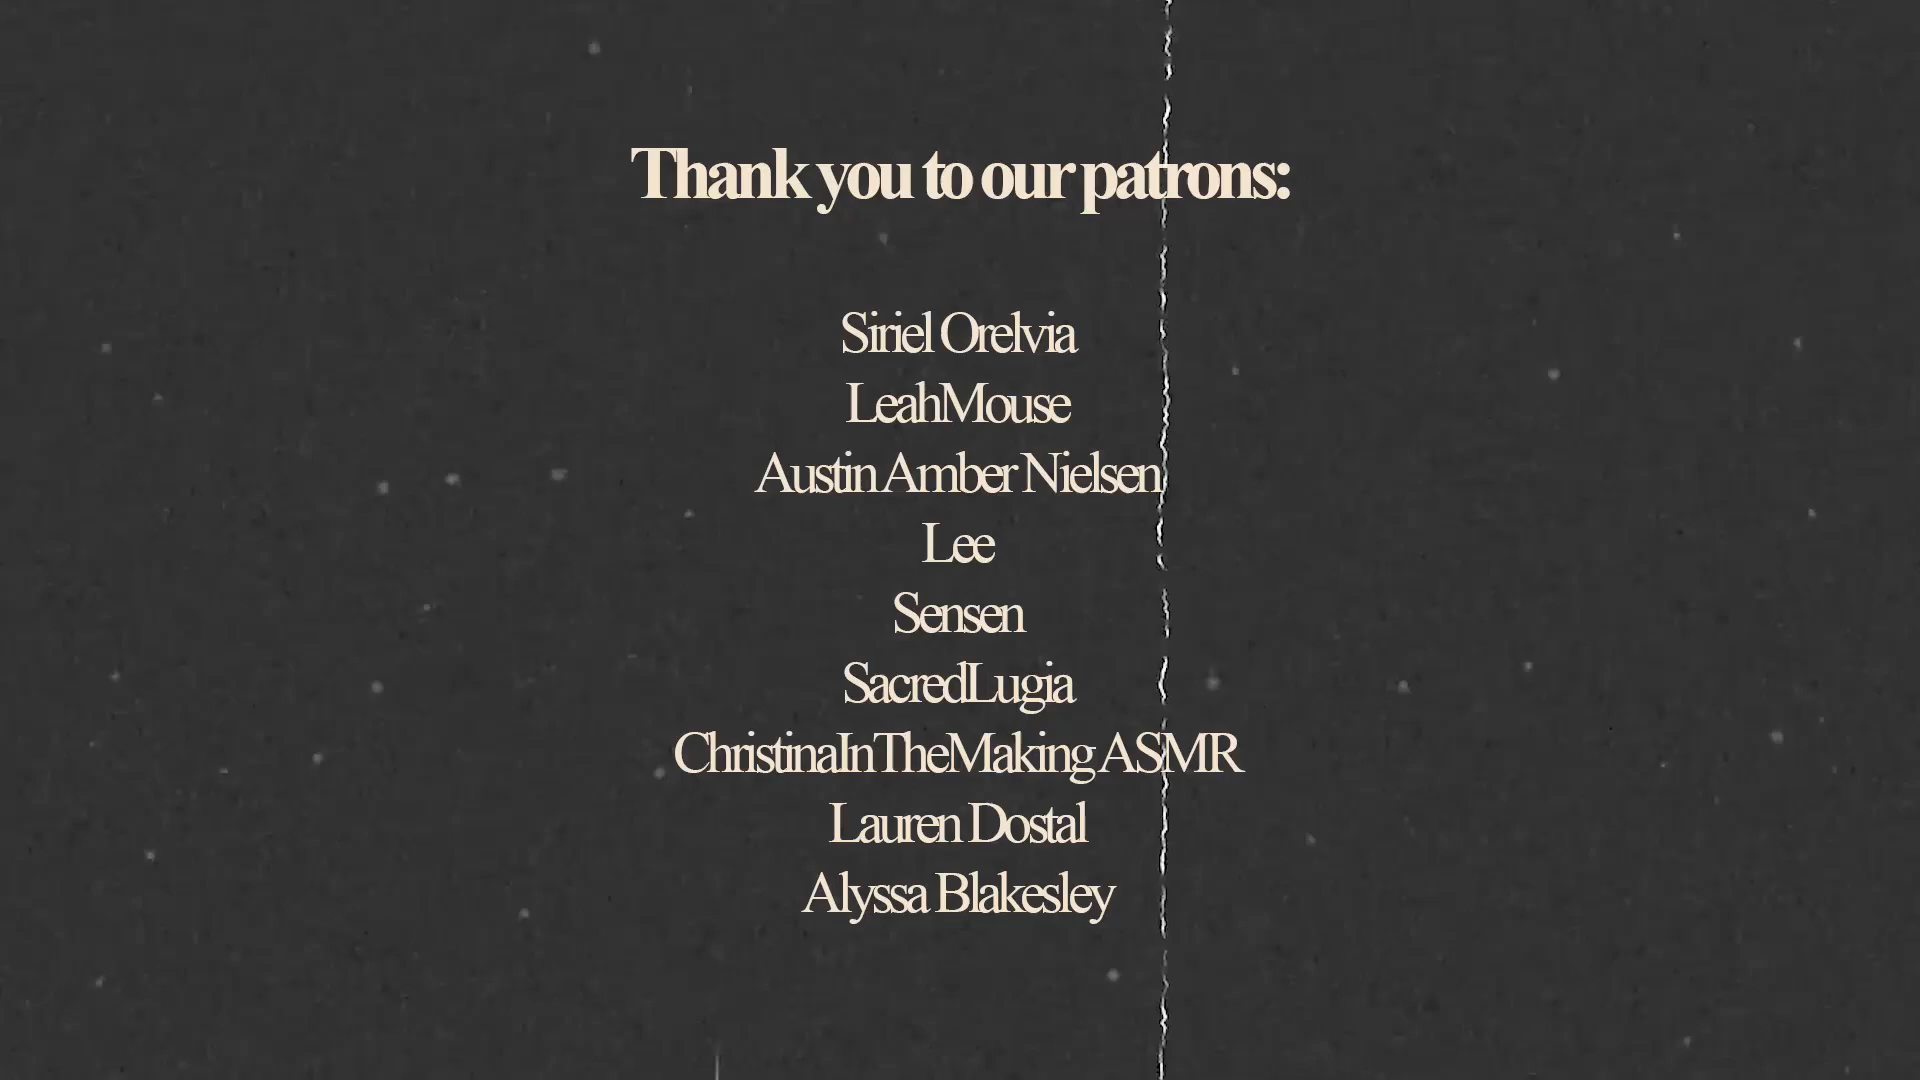 Thank you to our patrons:
Siriel Orelvia
LeahMouse
Austin Amber Nielsen
Lee
Sensen
SacredLugia
ChristinaInTheMaking ASMR
Lauren Dostal
Alyssa Blakesley